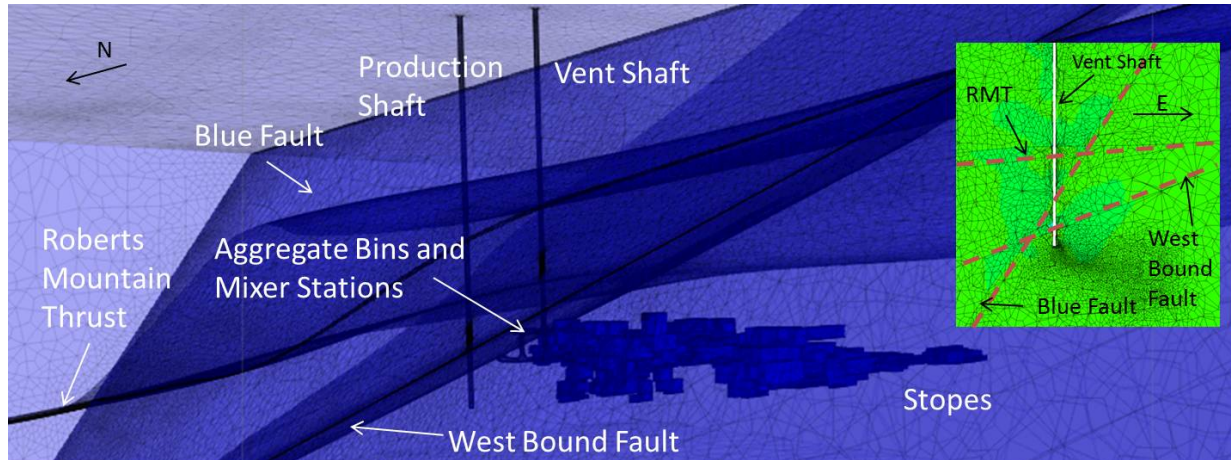 N
Production
Shaft
Vent Shaft
Blue Fault
Roberts
Mountain
Thrust
Aggregate Bins and
Mixer Stations
West Bound Fault
Stopes
Vent Shaft
RMT
E
West
Bound
Fault
Blue Fault